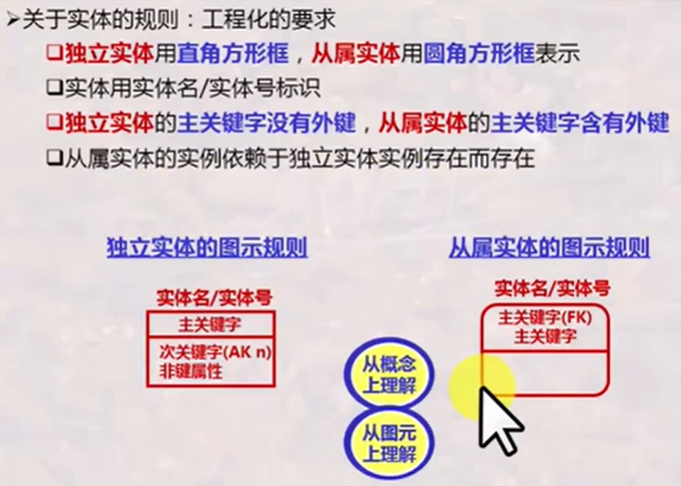 ➢关于实体的规则：工程化的要求
❑独立实体用直角方形框，从属实体用圆角方形框表示
❑实体用实体名/实体号标识
❑独立实体的主关键字没有外键，从属实体的主关键字含有外键
❑从属实体的实例依赖于独立实体实例存在而存在
独立实体的图示规则
从属实体的图示规则
实体名/实体号
主关键字
次关键字(AK n)
非键属性
从概念
上理解
从图元
上理解
实体名/实体号
主关键字(FK)
主关键字